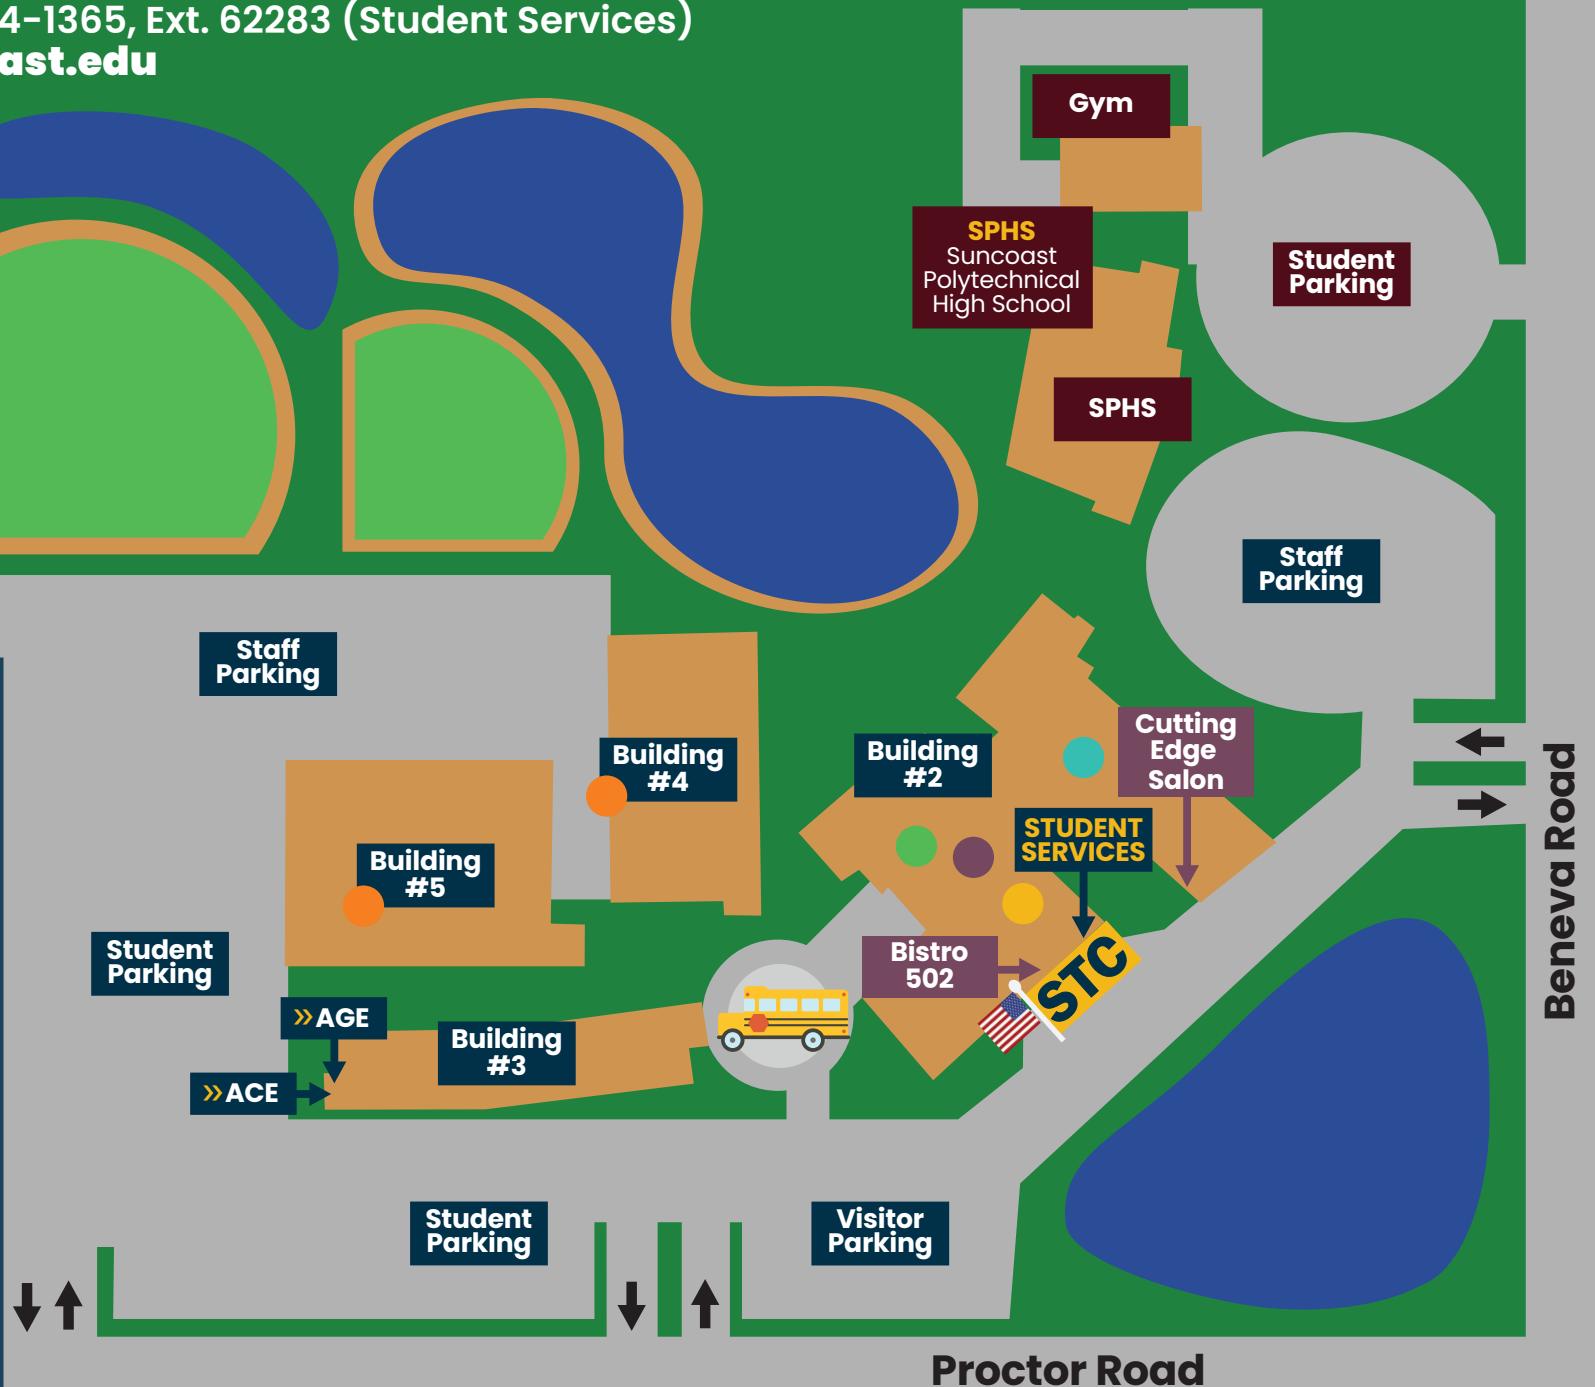 4-1365, Ext. 62283 (Student Services)
ast.edu
Gym
SPHS
Suncoast
Polytechnical
High School
Student
Parking
SPHS
Staff
Parking
Staff
Parking
Building
#4
Building
#2
Cutting
Edge
Salon
STUDENT
SERVICES
Building
#5
Bistro
502
STC
Student
Parking
»AGE
Building
#3
»ACE
Beneva Road
Student
Parking
Visitor
Parking
Proctor Road